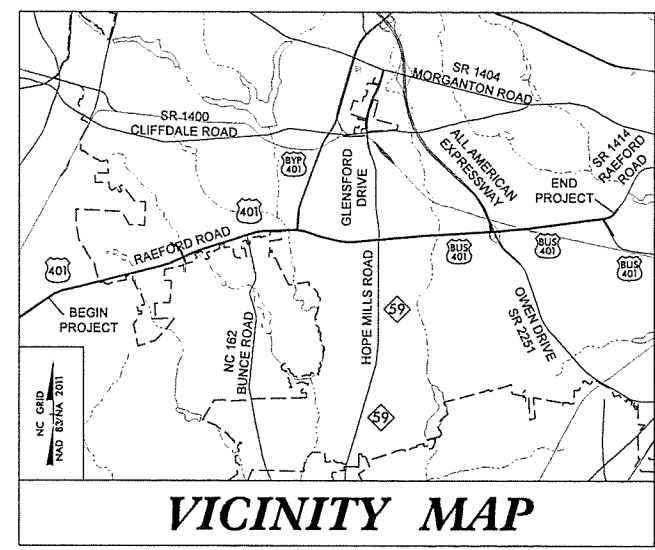 SR 1404
MORGANTON ROAD
SR 1400
CLIFFDALE ROAD
ALL AMERICAN
EXPRESSWAY
SR 1414
RAEFORD
ROAD
END
PROJECT
BYP
401
GLENSFORD
DRIVE
401
RAEFORD ROAD
401
BUS
401
BUS
401
BUS
401
BEGIN
PROJECT
NC 162
BUNCE ROAD
HOPE MILLS ROAD
59
OWEN DRIVE
SR 2251
59
NC GRID
NAD 83/NA 2011
VICINITY MAP